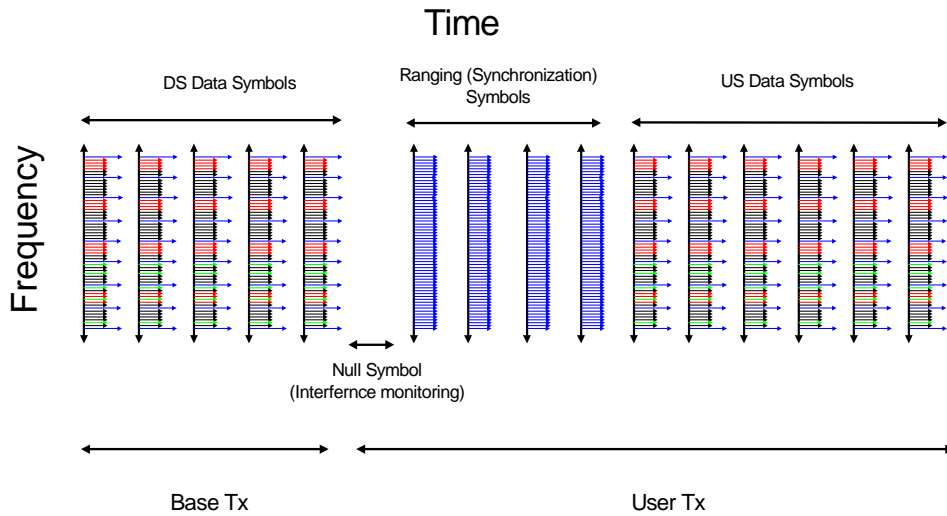 Time
DS Data Symbols
Ranging (Synchronization)
Symbols
US Data Symbols
Frequency
Null Symbol
(Interfernce monitoring)
Base Tx
User Tx